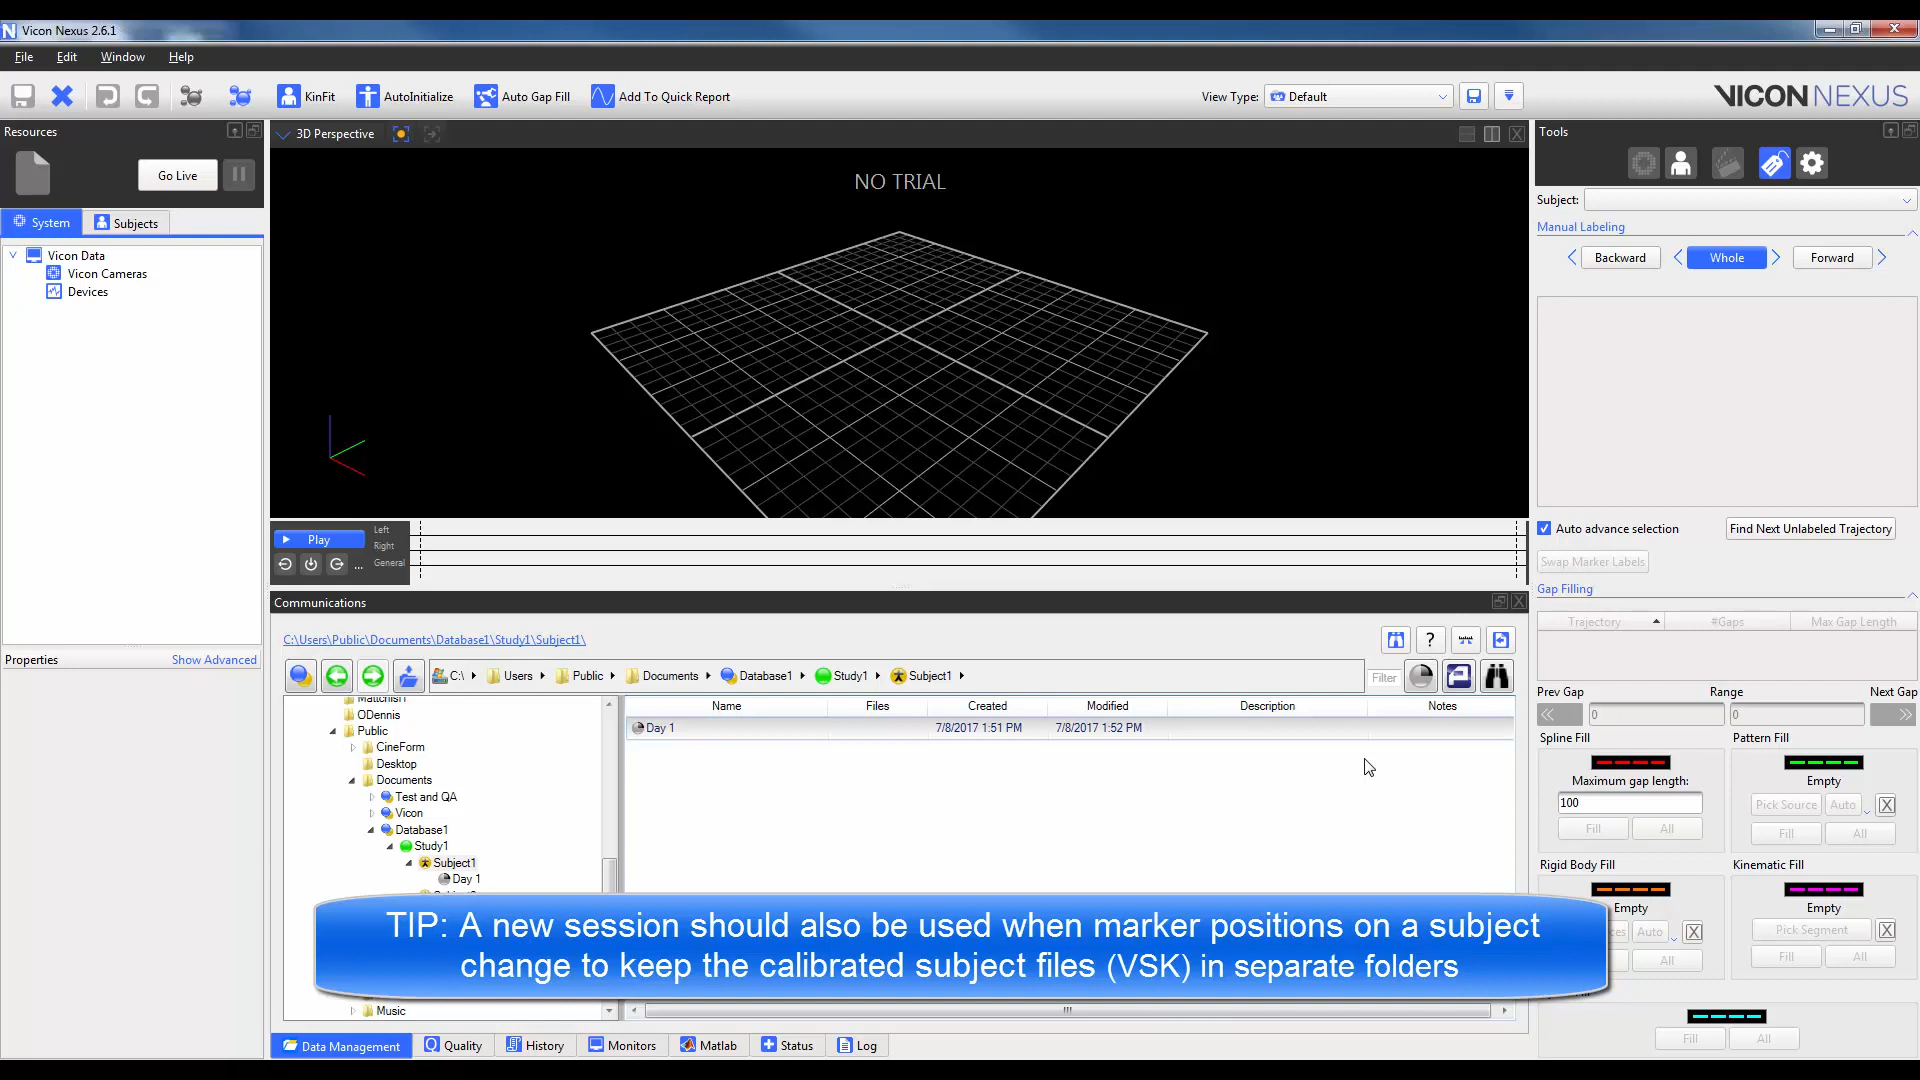 Vicon Nexus 2.6.1
File Edit Window Help
KinFit AutoInitialize Auto Gap Fill Add To Quick Report View Type: Default VICON NEXUS
Resources
Go Live
System Subjects
Vicon Data
Vicon Cameras
Devices
Properties Show Advanced
3D Perspective
NO TRIAL
Play
Left
Right
General
...
Communications
C:\Users\Public\Documents\Database1\Study1\Subject1\
?
C:\ Users Public Documents Database1 Study1 Subject1 Filter
ODennis
Public
CineForm
Desktop
Documents
Test and QA
Vicon
Database1
Study1
Subject1
Day 1
Music
Name Files Created Modified Description Notes
Day 1 7/8/2017 1:51 PM 7/8/2017 1:52 PM
TIP: A new session should also be used when marker positions on a subject
change to keep the calibrated subject files (VSK) in separate folders
Data Management Quality History Monitors Matlab Status Log
Tools
Subject:
Manual Labeling
Backward Whole Forward
Auto advance selection Find Next Unlabeled Trajectory
Swap Marker Labels
Gap Filling
Trajectory #Gaps Max Gap Length
Prev Gap Range Next Gap
0 0
Spline Fill Pattern Fill
Maximum gap length: Empty
100 Pick Source Auto X
Fill All Fill All
Rigid Body Fill Kinematic Fill
Empty Empty
Auto X Pick Segment X
All Fill All
Fill All